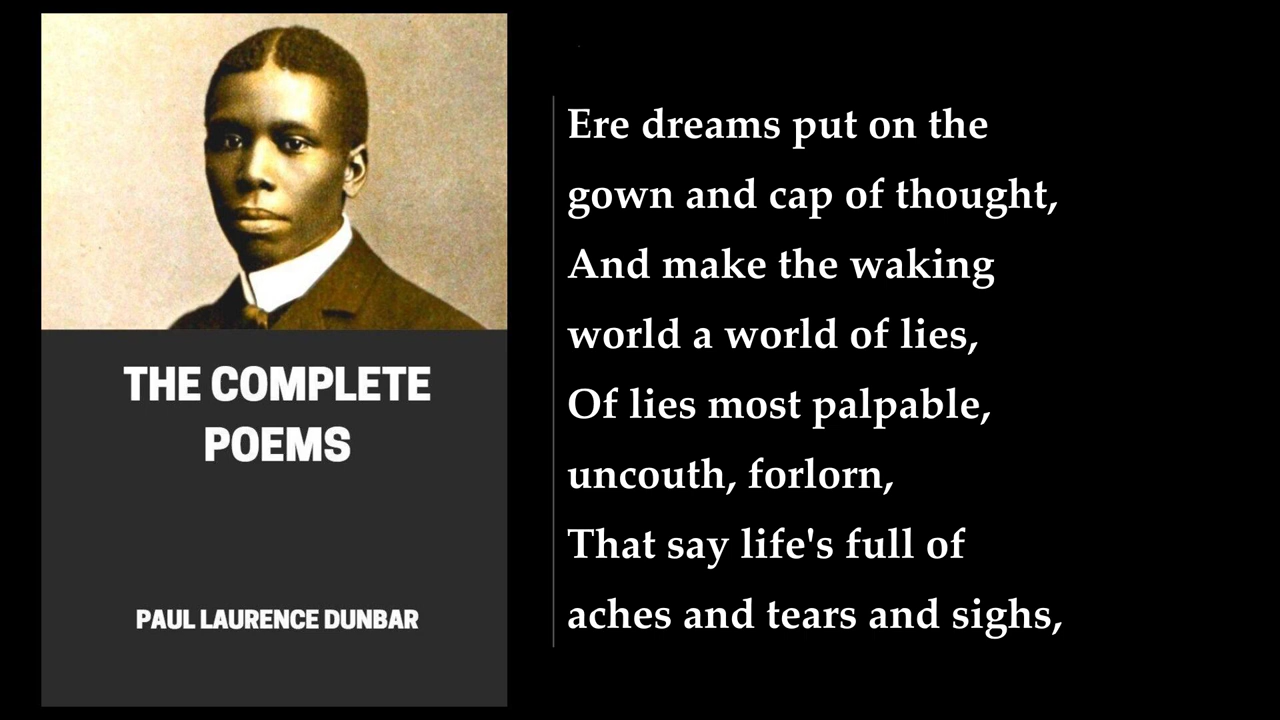 THE COMPLETE
POEMS
PAUL LAURENCE DUNBAR
Ere dreams put on the
gown and cap of thought,
And make the waking
world a world of lies,
Of lies most palpable,
uncouth, forlorn,
That say life's full of
aches and tears and sighs,